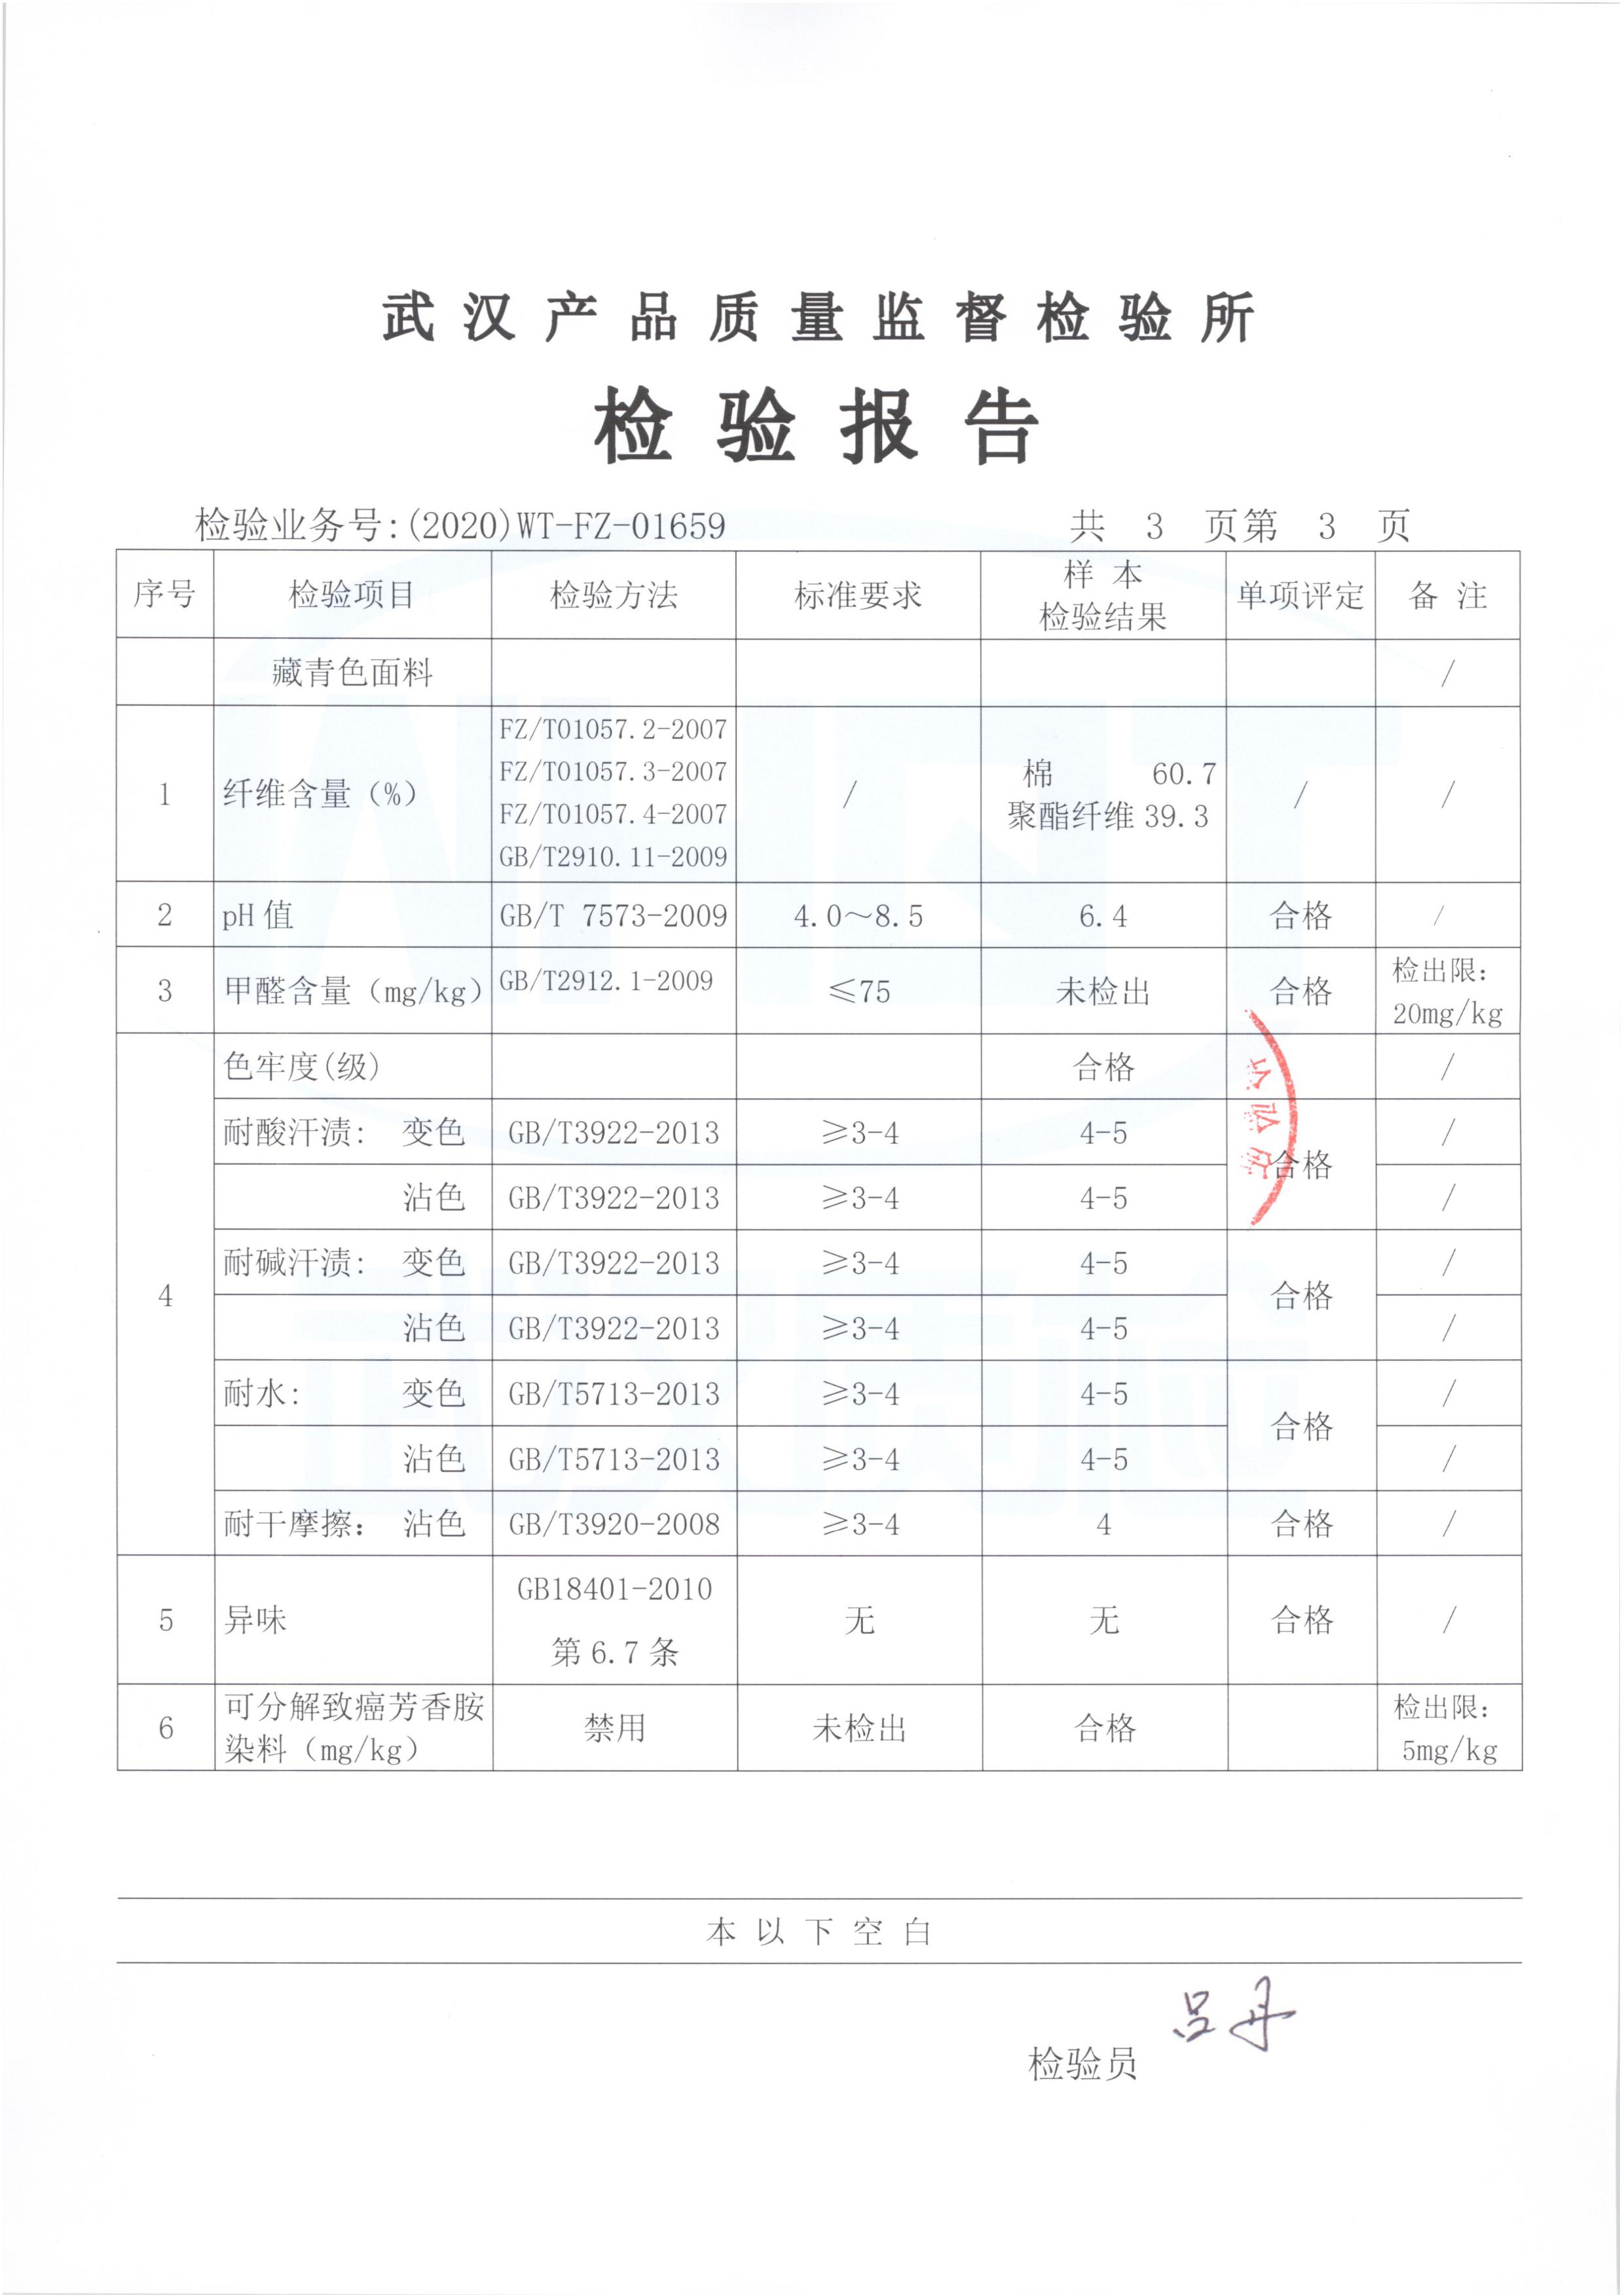 武汉产品质量监督检验所
检验报告
检验业务号:(2020)WT-FZ-01659 共 3 页第 3 页
序号 检验项目 检验方法 标准要求 样本检验结果 单项评定 备注
藏青色面料 /
1 纤维含量（%） FZ/T01057.2-2007
FZ/T01057.3-2007
FZ/T01057.4-2007
GB/T2910.11-2009
/
棉 60.7
聚酯纤维 39.3
/ /
2 pH 值 GB/T 7573-2009 4.0～8.5 6.4 合格 /
3 甲醛含量（mg/kg） GB/T2912.1-2009 ≤75 未检出 合格 检出限：
20mg/kg
4
色牢度(级) 合格 /
耐酸汗渍： 变色 GB/T3922-2013 ≥3-4 4-5 合格 /
沾色 GB/T3922-2013 ≥3-4 4-5 /
耐碱汗渍： 变色 GB/T3922-2013 ≥3-4 4-5 合格 /
沾色 GB/T3922-2013 ≥3-4 4-5 /
耐水： 变色 GB/T5713-2013 ≥3-4 4-5 合格 /
沾色 GB/T5713-2013 ≥3-4 4-5 /
耐干摩擦： 沾色 GB/T3920-2008 ≥3-4 4 合格 /
5 异味 GB18401-2010
第 6.7 条
无 无 合格 /
6 可分解致癌芳香胺
染料（mg/kg）
禁用 未检出 合格 检出限：
5mg/kg
本以下空白
检验员 吕丹
武汉质检